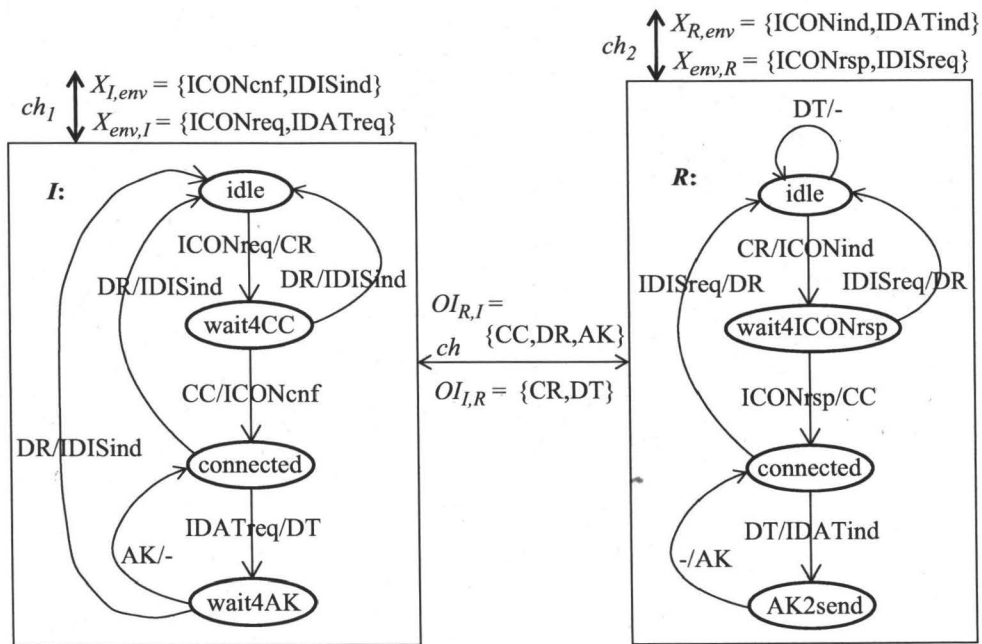 X_{R,env} = {ICONind,IDATind}
ch_2
X_{env,R} = {ICONrsp,IDISreq}
X_{I,env} = {ICONcnf,IDISind}
ch_1
X_{env,I} = {ICONreq,IDATreq}
I:
idle
ICONreq/CR
DR/IDISind
DR/IDISind
wait4CC
CC/ICONcnf
DR/IDISind
connected
IDATreq/DT
AK/-
wait4AK
OI_{R,I} =
{CC,DR,AK}
ch
OI_{I,R} = {CR,DT}
DT/-
R:
idle
CR/ICONind
IDISreq/DR
IDISreq/DR
wait4ICONrsp
ICONrsp/CC
connected
DT/IDATind
-/AK
AK2send